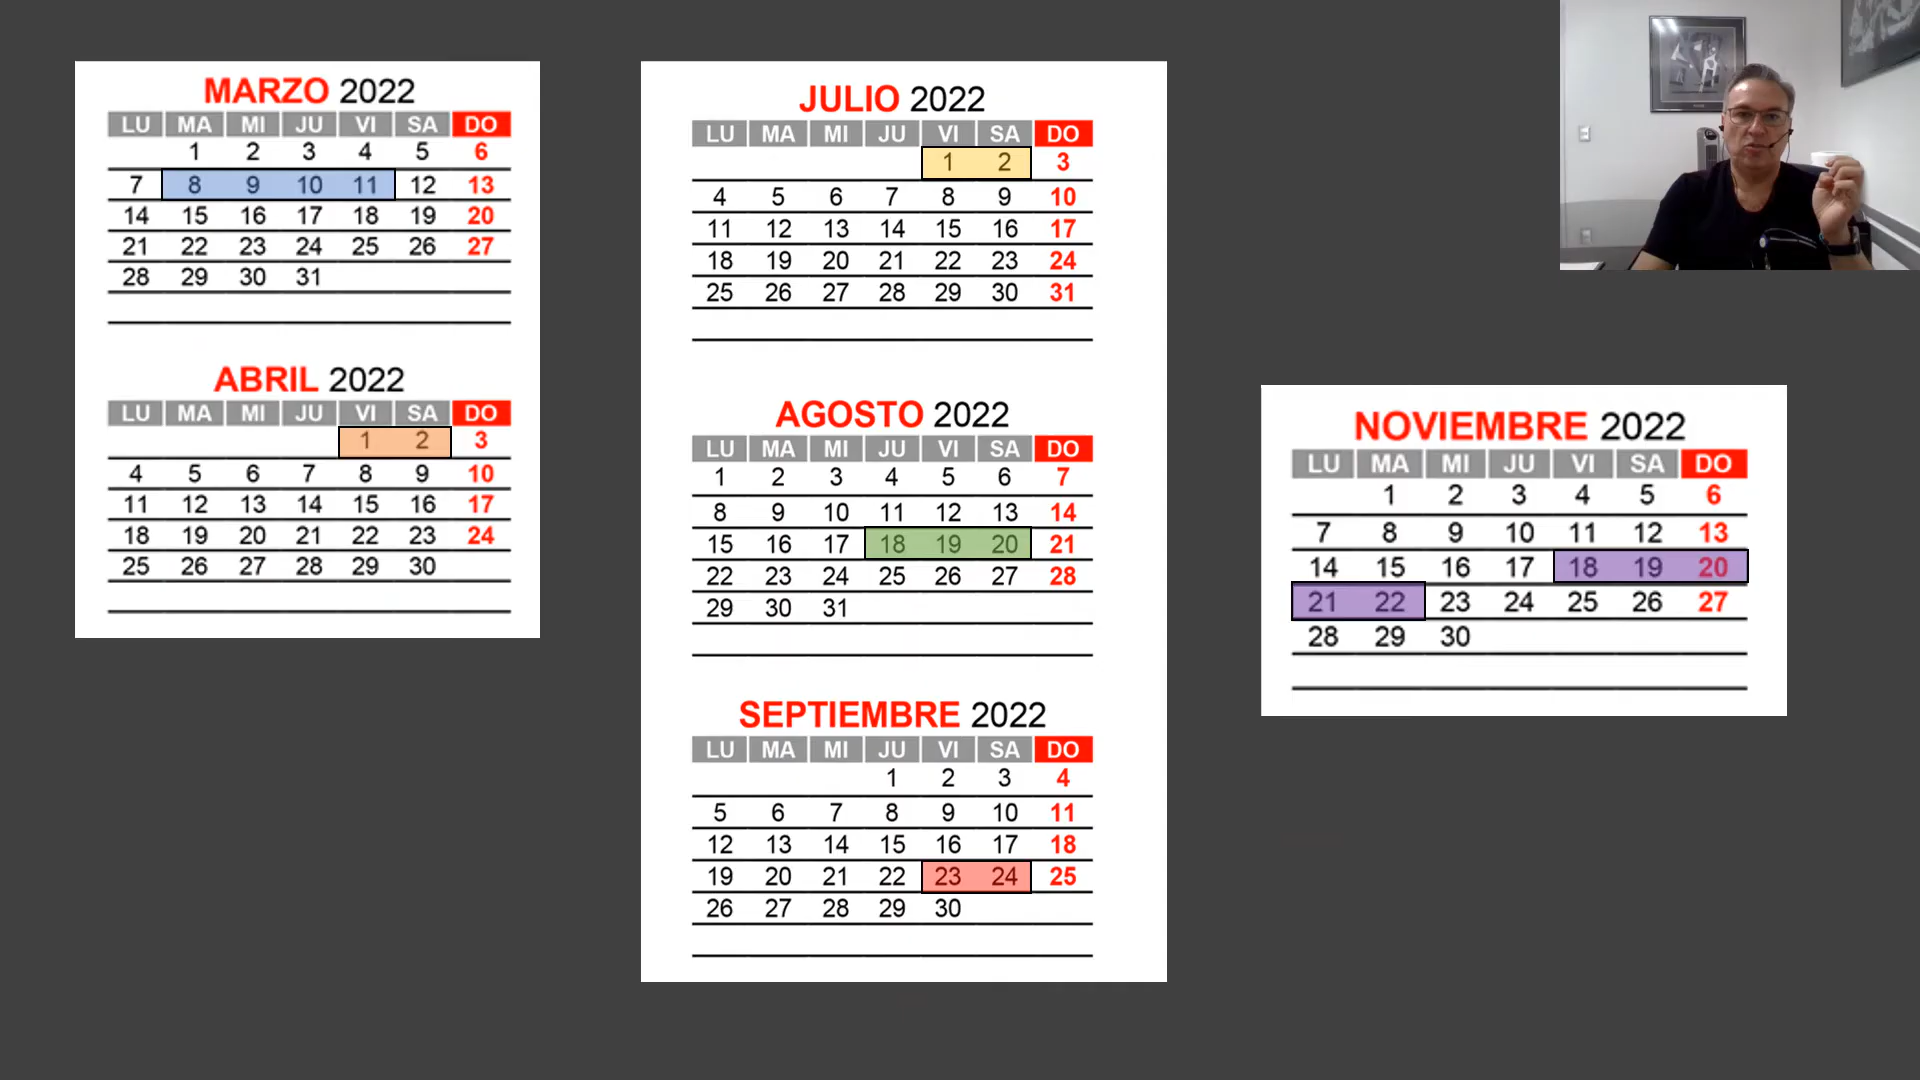 MARZO 2022
LU MA MI JU VI SA DO
1 2 3 4 5 6
7 8 9 10 11 12 13
14 15 16 17 18 19 20
21 22 23 24 25 26 27
28 29 30 31
ABRIL 2022
LU MA MI JU VI SA DO
1 2 3
4 5 6 7 8 9 10
11 12 13 14 15 16 17
18 19 20 21 22 23 24
25 26 27 28 29 30
JULIO 2022
LU MA MI JU VI SA DO
1 2 3
4 5 6 7 8 9 10
11 12 13 14 15 16 17
18 19 20 21 22 23 24
25 26 27 28 29 30 31
AGOSTO 2022
LU MA MI JU VI SA DO
1 2 3 4 5 6 7
8 9 10 11 12 13 14
15 16 17 18 19 20 21
22 23 24 25 26 27 28
29 30 31
SEPTIEMBRE 2022
LU MA MI JU VI SA DO
1 2 3 4
5 6 7 8 9 10 11
12 13 14 15 16 17 18
19 20 21 22 23 24 25
26 27 28 29 30
NOVIEMBRE 2022
LU MA MI JU VI SA DO
1 2 3 4 5 6
7 8 9 10 11 12 13
14 15 16 17 18 19 20
21 22 23 24 25 26 27
28 29 30